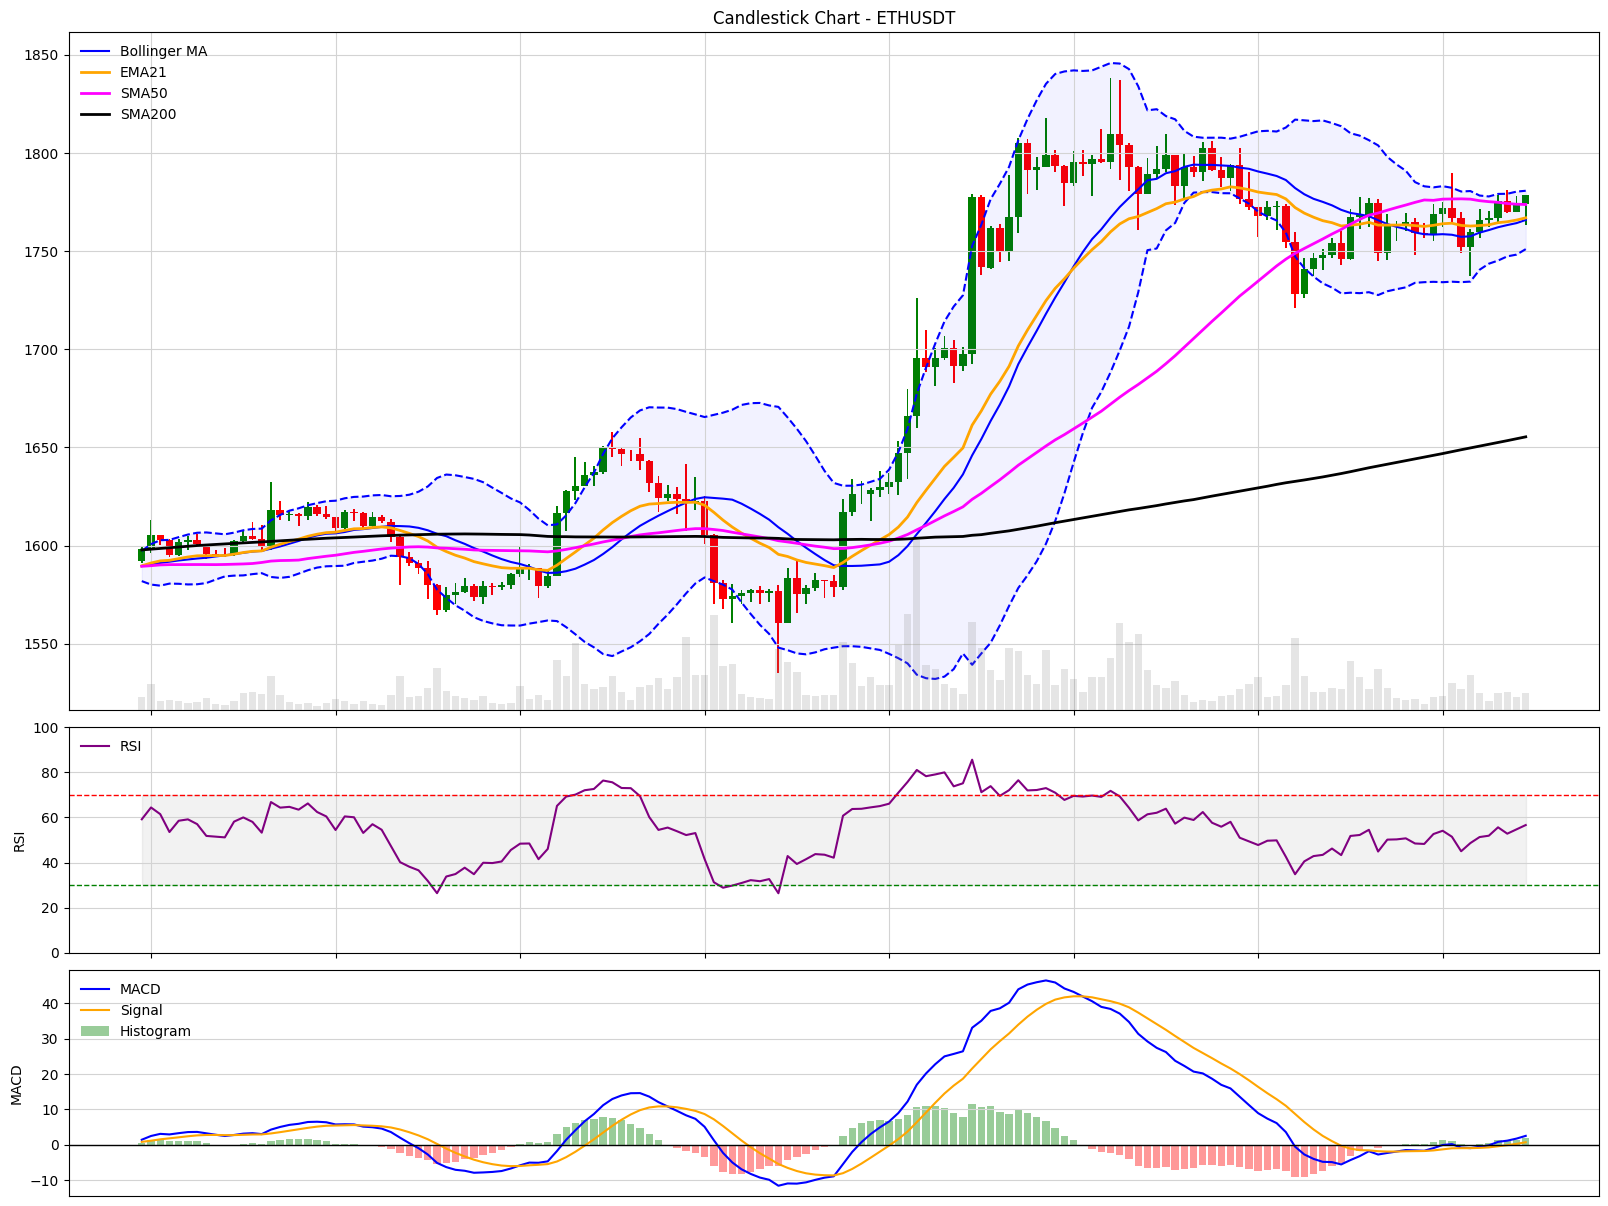 Candlestick Chart - ETHUSDT
Bollinger MA
EMA21
SMA50
SMA200
1850
1800
1750
1700
1650
1600
1550
RSI
100
80
60
40
20
0
RSI
MACD
Signal
Histogram
40
30
20
10
0
−10
MACD